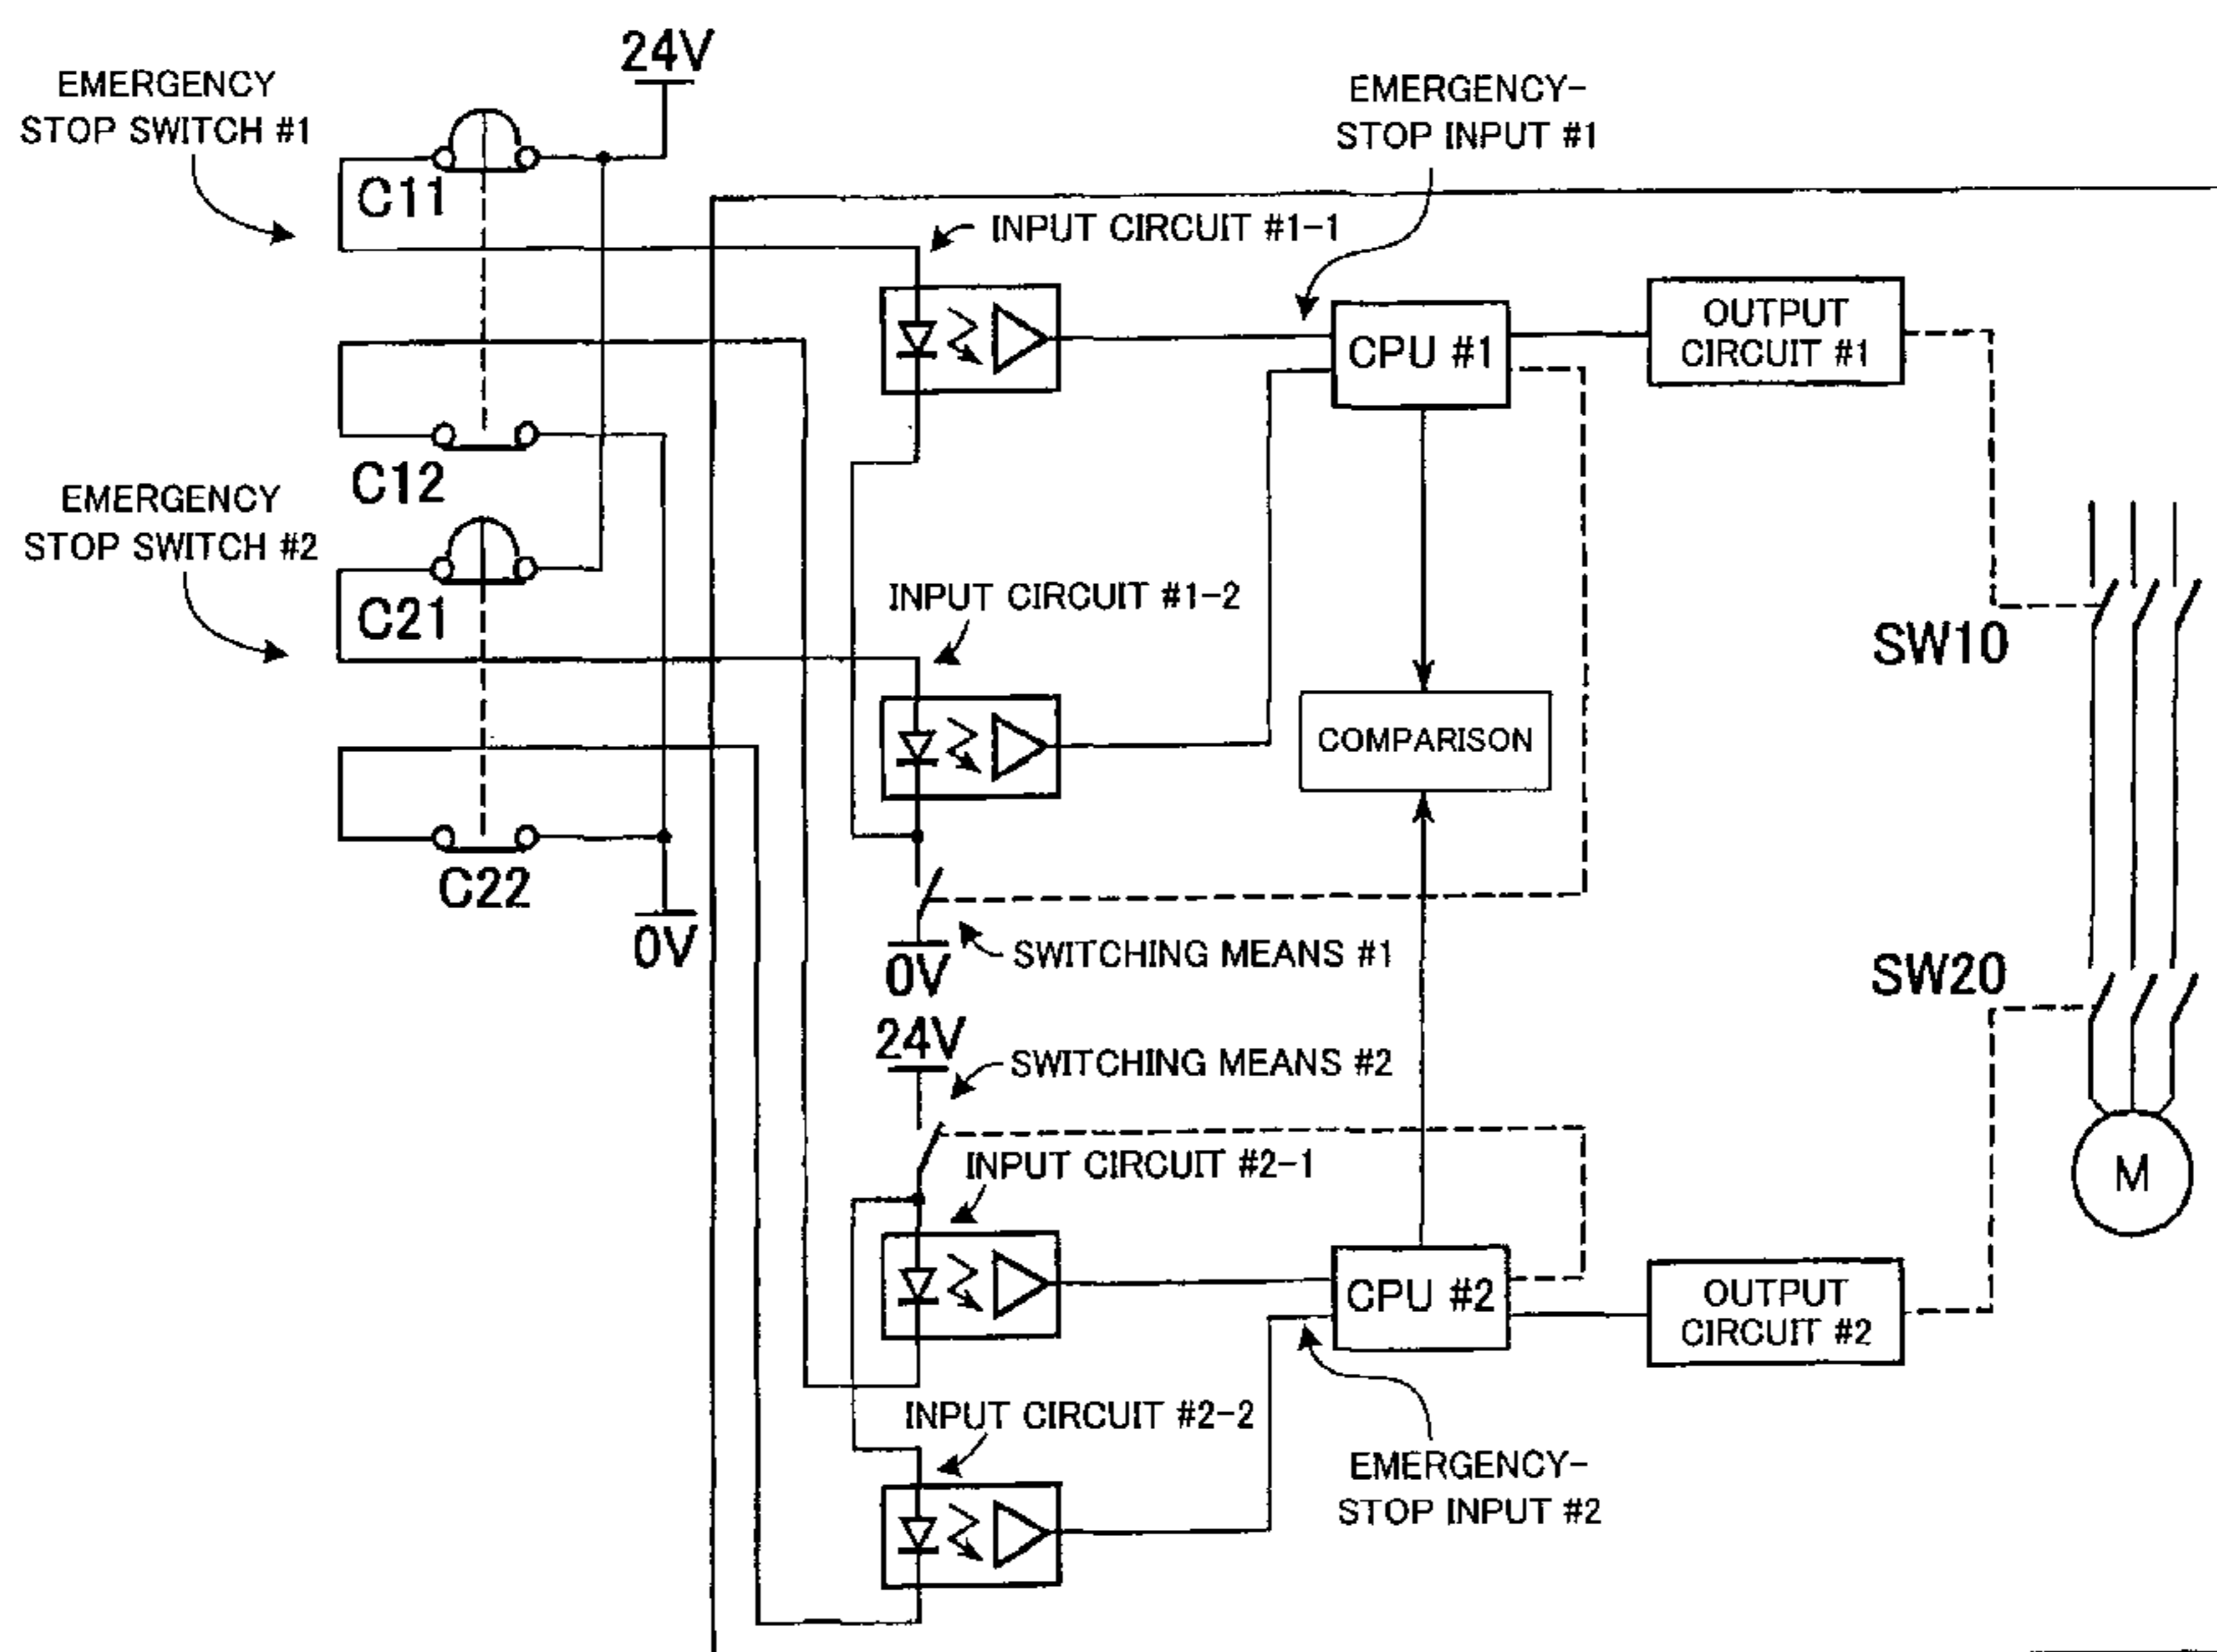 24V
EMERGENCY
STOP SWITCH #1
EMERGENCY-
STOP INPUT #1
C11
INPUT CIRCUIT #1-1
OUTPUT
CIRCUIT #1
CPU #1
C12
EMERGENCY
STOP SWITCH #2
C21
INPUT CIRCUIT #1-2
SW10
COMPARISON
C22
0V
SWITCHING MEANS #1
0V
SW20
24V
SWITCHING MEANS #2
INPUT CIRCUIT #2-1
M
CPU #2
OUTPUT
CIRCUIT #2
INPUT CIRCUIT #2-2
EMERGENCY-
STOP INPUT #2